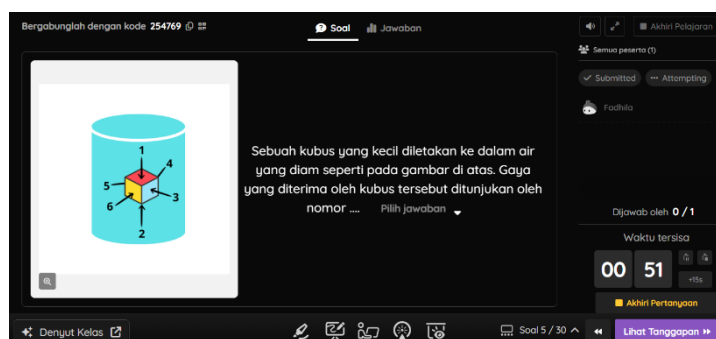 Bergabunglah dengan kode 254769
Soal
Jawaban
Akhiri Pelajaran
Semua peserta (1)
Submitted
Attempting
Fadhila
1
4
5
3
6
2
Sebuah kubus yang kecil diletakan ke dalam air
yang diam seperti pada gambar di atas. Gaya
yang diterima oleh kubus tersebut ditunjukan oleh
nomor .... Pilih jawaban
Dijawab oleh 0 / 1
Waktu tersisa
00 51
+15s
Akhiri Pertanyaan
Denyut Kelas
Soal 5 / 30
Lihat Tanggapan